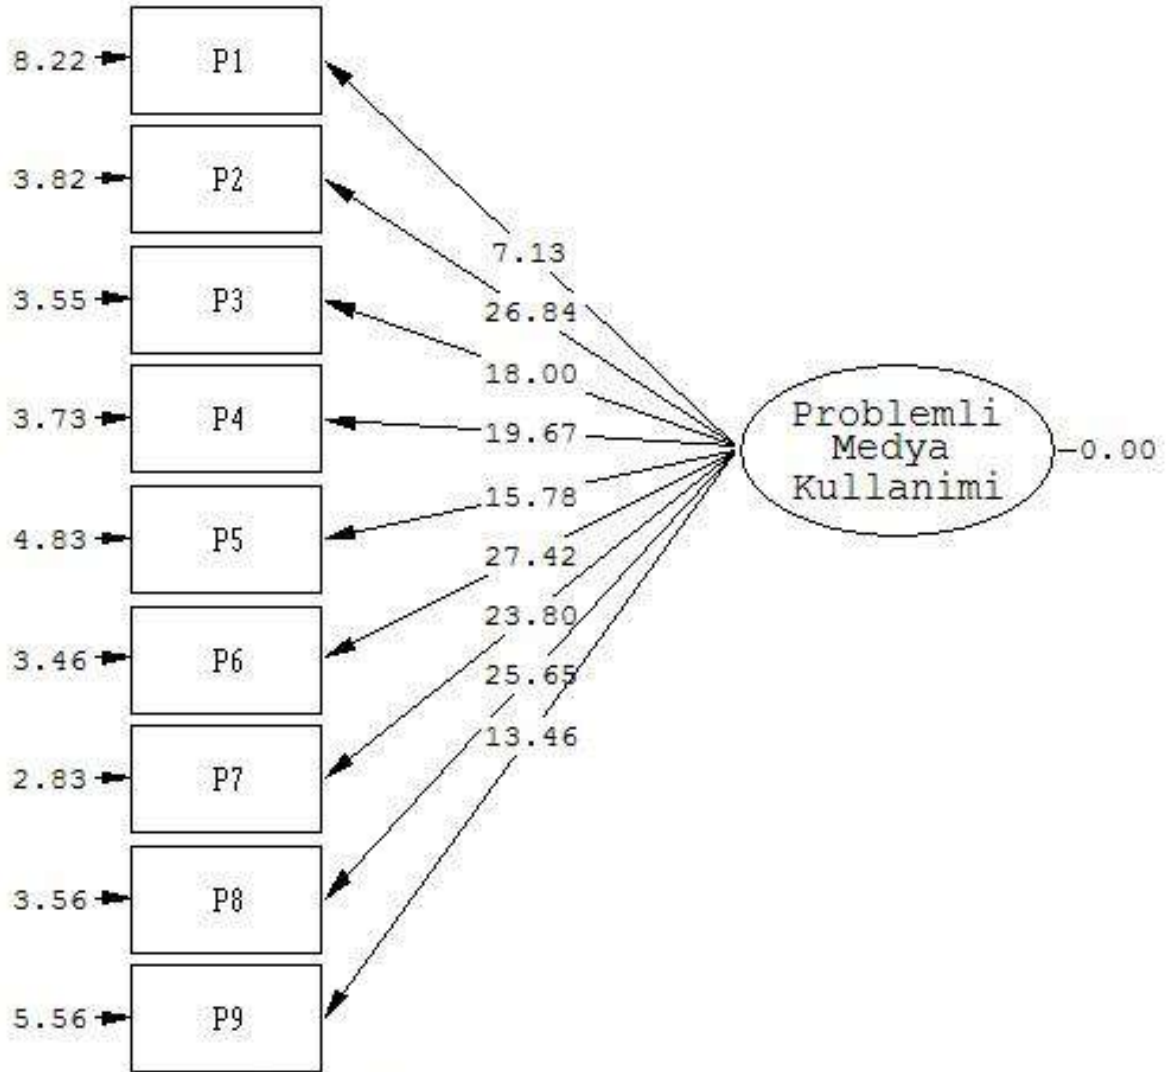 8.22 P1
3.82 P2
3.55 P3
3.73 P4
4.83 P5
3.46 P6
2.83 P7
3.56 P8
5.56 P9
7.13
26.84
18.00
19.67
15.78
27.42
23.80
25.65
13.46
Problemli
Medya
Kullanimi
0.00